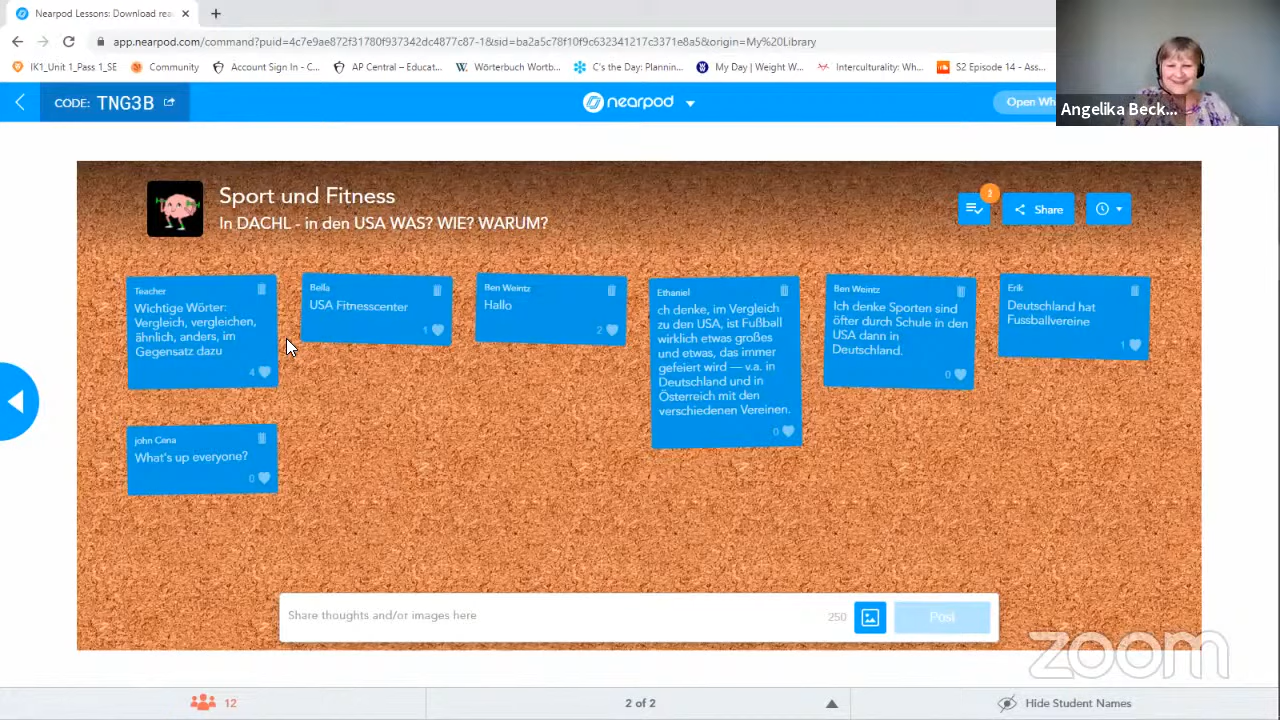 Nearpod Lessons: Download rea
app.nearpod.com/command?puid=4c7e9ae872f31780f937342dc4877c87-1&sid=ba2a5c78f10f9c632341217c3371e8a5&origin=My%20Library
IK1_Unit 1_Pass 1_SE
Community
Account Sign In - C...
AP Central – Educat...
Wörterbuch Wortb...
C's the Day: Plannin...
My Day | Weight W...
Interculturality: Wh...
S2 Episode 14 - Ass...
CODE: TNG3B
nearpod
Open Wh
Angelika Beck...
Sport und Fitness
In DACHL - in den USA WAS? WIE? WARUM?
2
Share
Teacher
Wichtige Wörter:
Vergleich, vergleichen,
ähnlich, anders, im
Gegensatz dazu
4
Bella
USA Fitnesscenter
1
Ben Weintz
Hallo
2
Ethaniel
ch denke, im Vergleich
zu den USA, ist Fußball
wirklich etwas großes
und etwas, das immer
gefeiert wird — v.a. in
Deutschland und in
Österreich mit den
verschiedenen Vereinen.
0
Ben Weintz
Ich denke Sporten sind
öfter durch Schule in den
USA dann in
Deutschland.
0
Erik
Deutschland hat
Fussballvereine
1
john Cena
What's up everyone?
0
Share thoughts and/or images here
250
Post
zoom
12
2 of 2
Hide Student Names